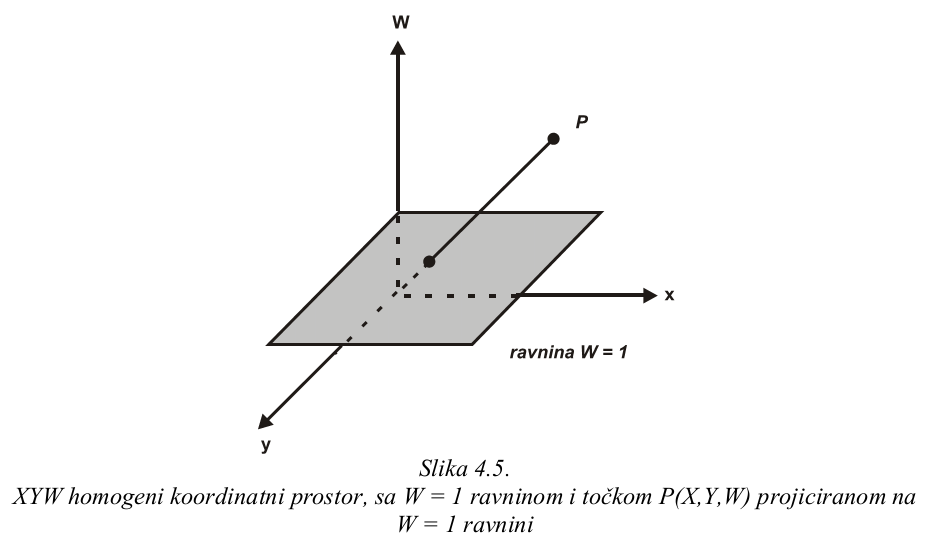 W
P
x
ravnina W = 1
y
Slika 4.5.
XYW homogeni koordinatni prostor, sa W = 1 ravninom i točkom P(X,Y,W) projiciranom na
W = 1 ravnini